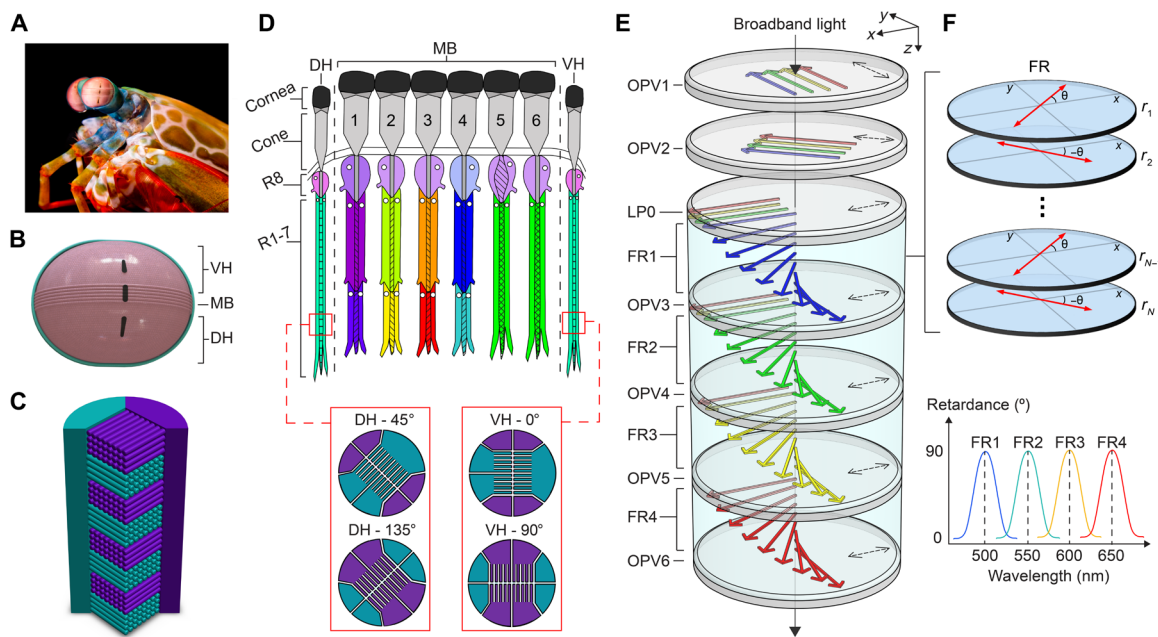 A
B
VH
MB
DH
C
D
MB
DH
VH
Cornea
Cone
1 2 3 4 5 6
R8
R1-7
DH - 45°
VH - 0°
DH - 135°
VH - 90°
E
Broadband light
y
x
z
OPV1
OPV2
LP0
FR1
OPV3
FR2
OPV4
FR3
OPV5
FR4
OPV6
F
FR
y θ x r1
-θ x r2
y θ x rN–
-θ x rN
Retardance (º)
90
FR1 FR2 FR3 FR4
0
500 550 600 650
Wavelength (nm)